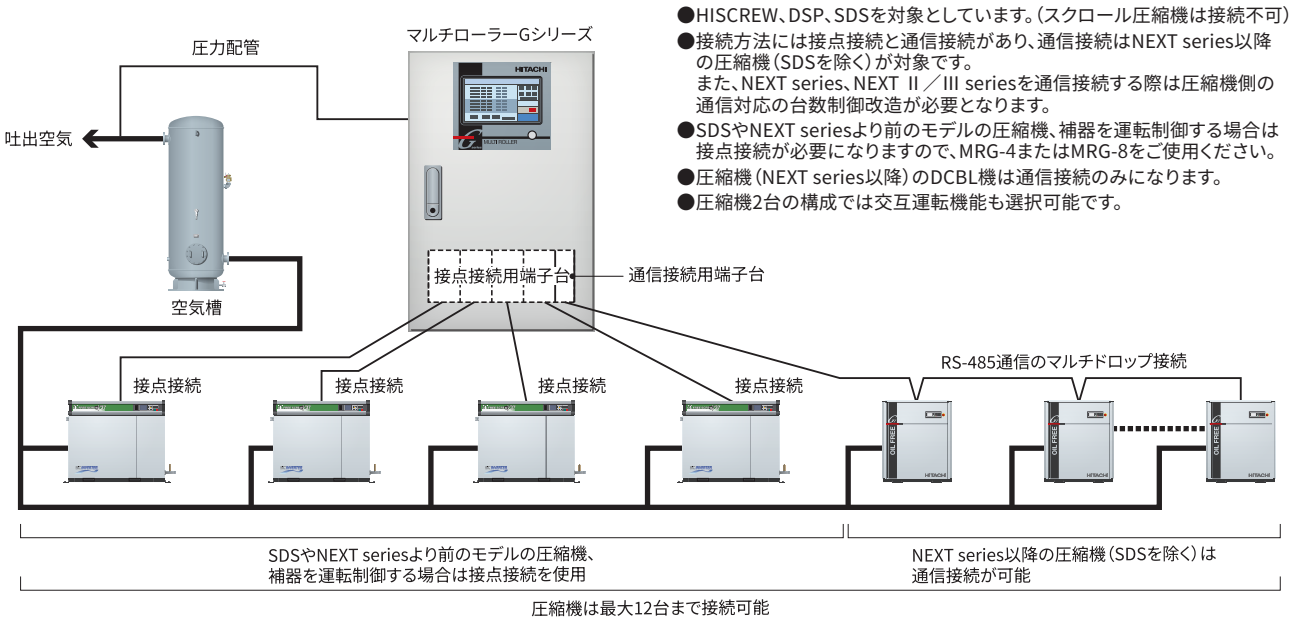 ●HISCREW、DSP、SDSを対象としています。(スクロール圧縮機は接続不可)
●接続方法には接点接続と通信接続があり、通信接続はNEXT series以降
の圧縮機(SDSを除く)が対象です。
また、NEXT series、NEXT II/III seriesを通信接続する際は圧縮機側の
通信対応の台数制御改造が必要となります。
●SDSやNEXT seriesより前のモデルの圧縮機、補器を運転制御する場合は
接点接続が必要になりますので、MRG-4またはMRG-8をご使用ください。
●圧縮機(NEXT series以降)のDCBL機は通信接続のみになります。
●圧縮機2台の構成では交互運転機能も選択可能です。
マルチローラーGシリーズ
圧力配管
HITACHI
G series
MULTI ROLLER
吐出空気
空気槽
接点接続用端子台
通信接続用端子台
RS-485通信のマルチドロップ接続
接点接続
接点接続
接点接続
接点接続
INVERTER
INVERTER
INVERTER
INVERTER
OIL FREE
HITACHI
OIL FREE
HITACHI
OIL FREE
HITACHI
SDSやNEXT seriesより前のモデルの圧縮機、
補器を運転制御する場合は接点接続を使用
NEXT series以降の圧縮機(SDSを除く)は
通信接続が可能
圧縮機は最大12台まで接続可能